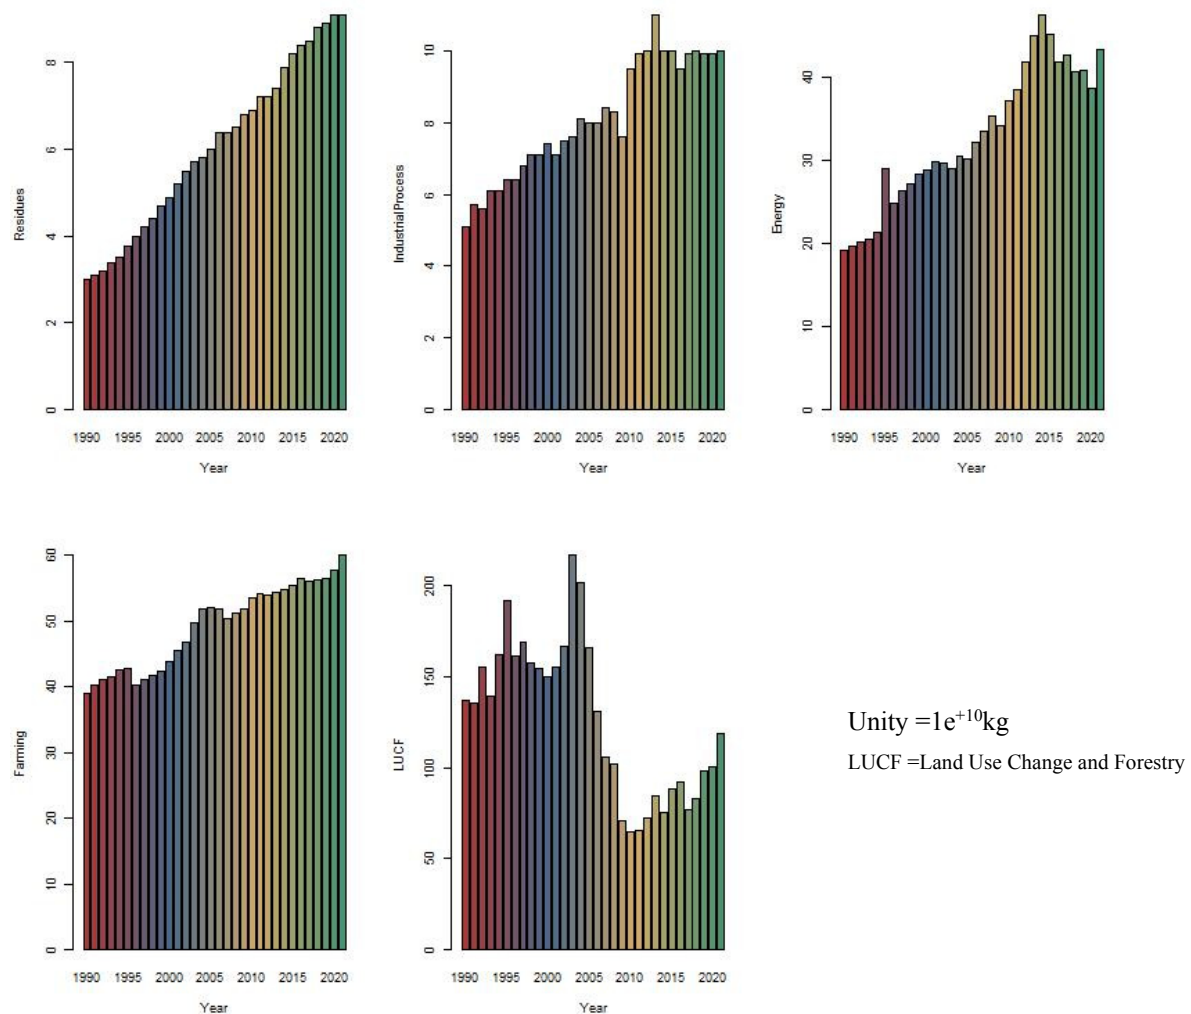 Residues
0 2 4 6 8
1990 1995 2000 2005 2010 2015 2020
Year
IndustrialProcess
0 2 4 6 8 10
1990 1995 2000 2005 2010 2015 2020
Year
Energy
0 10 20 30 40
1990 1995 2000 2005 2010 2015 2020
Year
Farming
0 10 20 30 40 50 60
1990 1995 2000 2005 2010 2015 2020
Year
LUCF
0 50 100 150 200
1990 1995 2000 2005 2010 2015 2020
Year
Unity =1e+10kg
LUCF =Land Use Change and Forestry